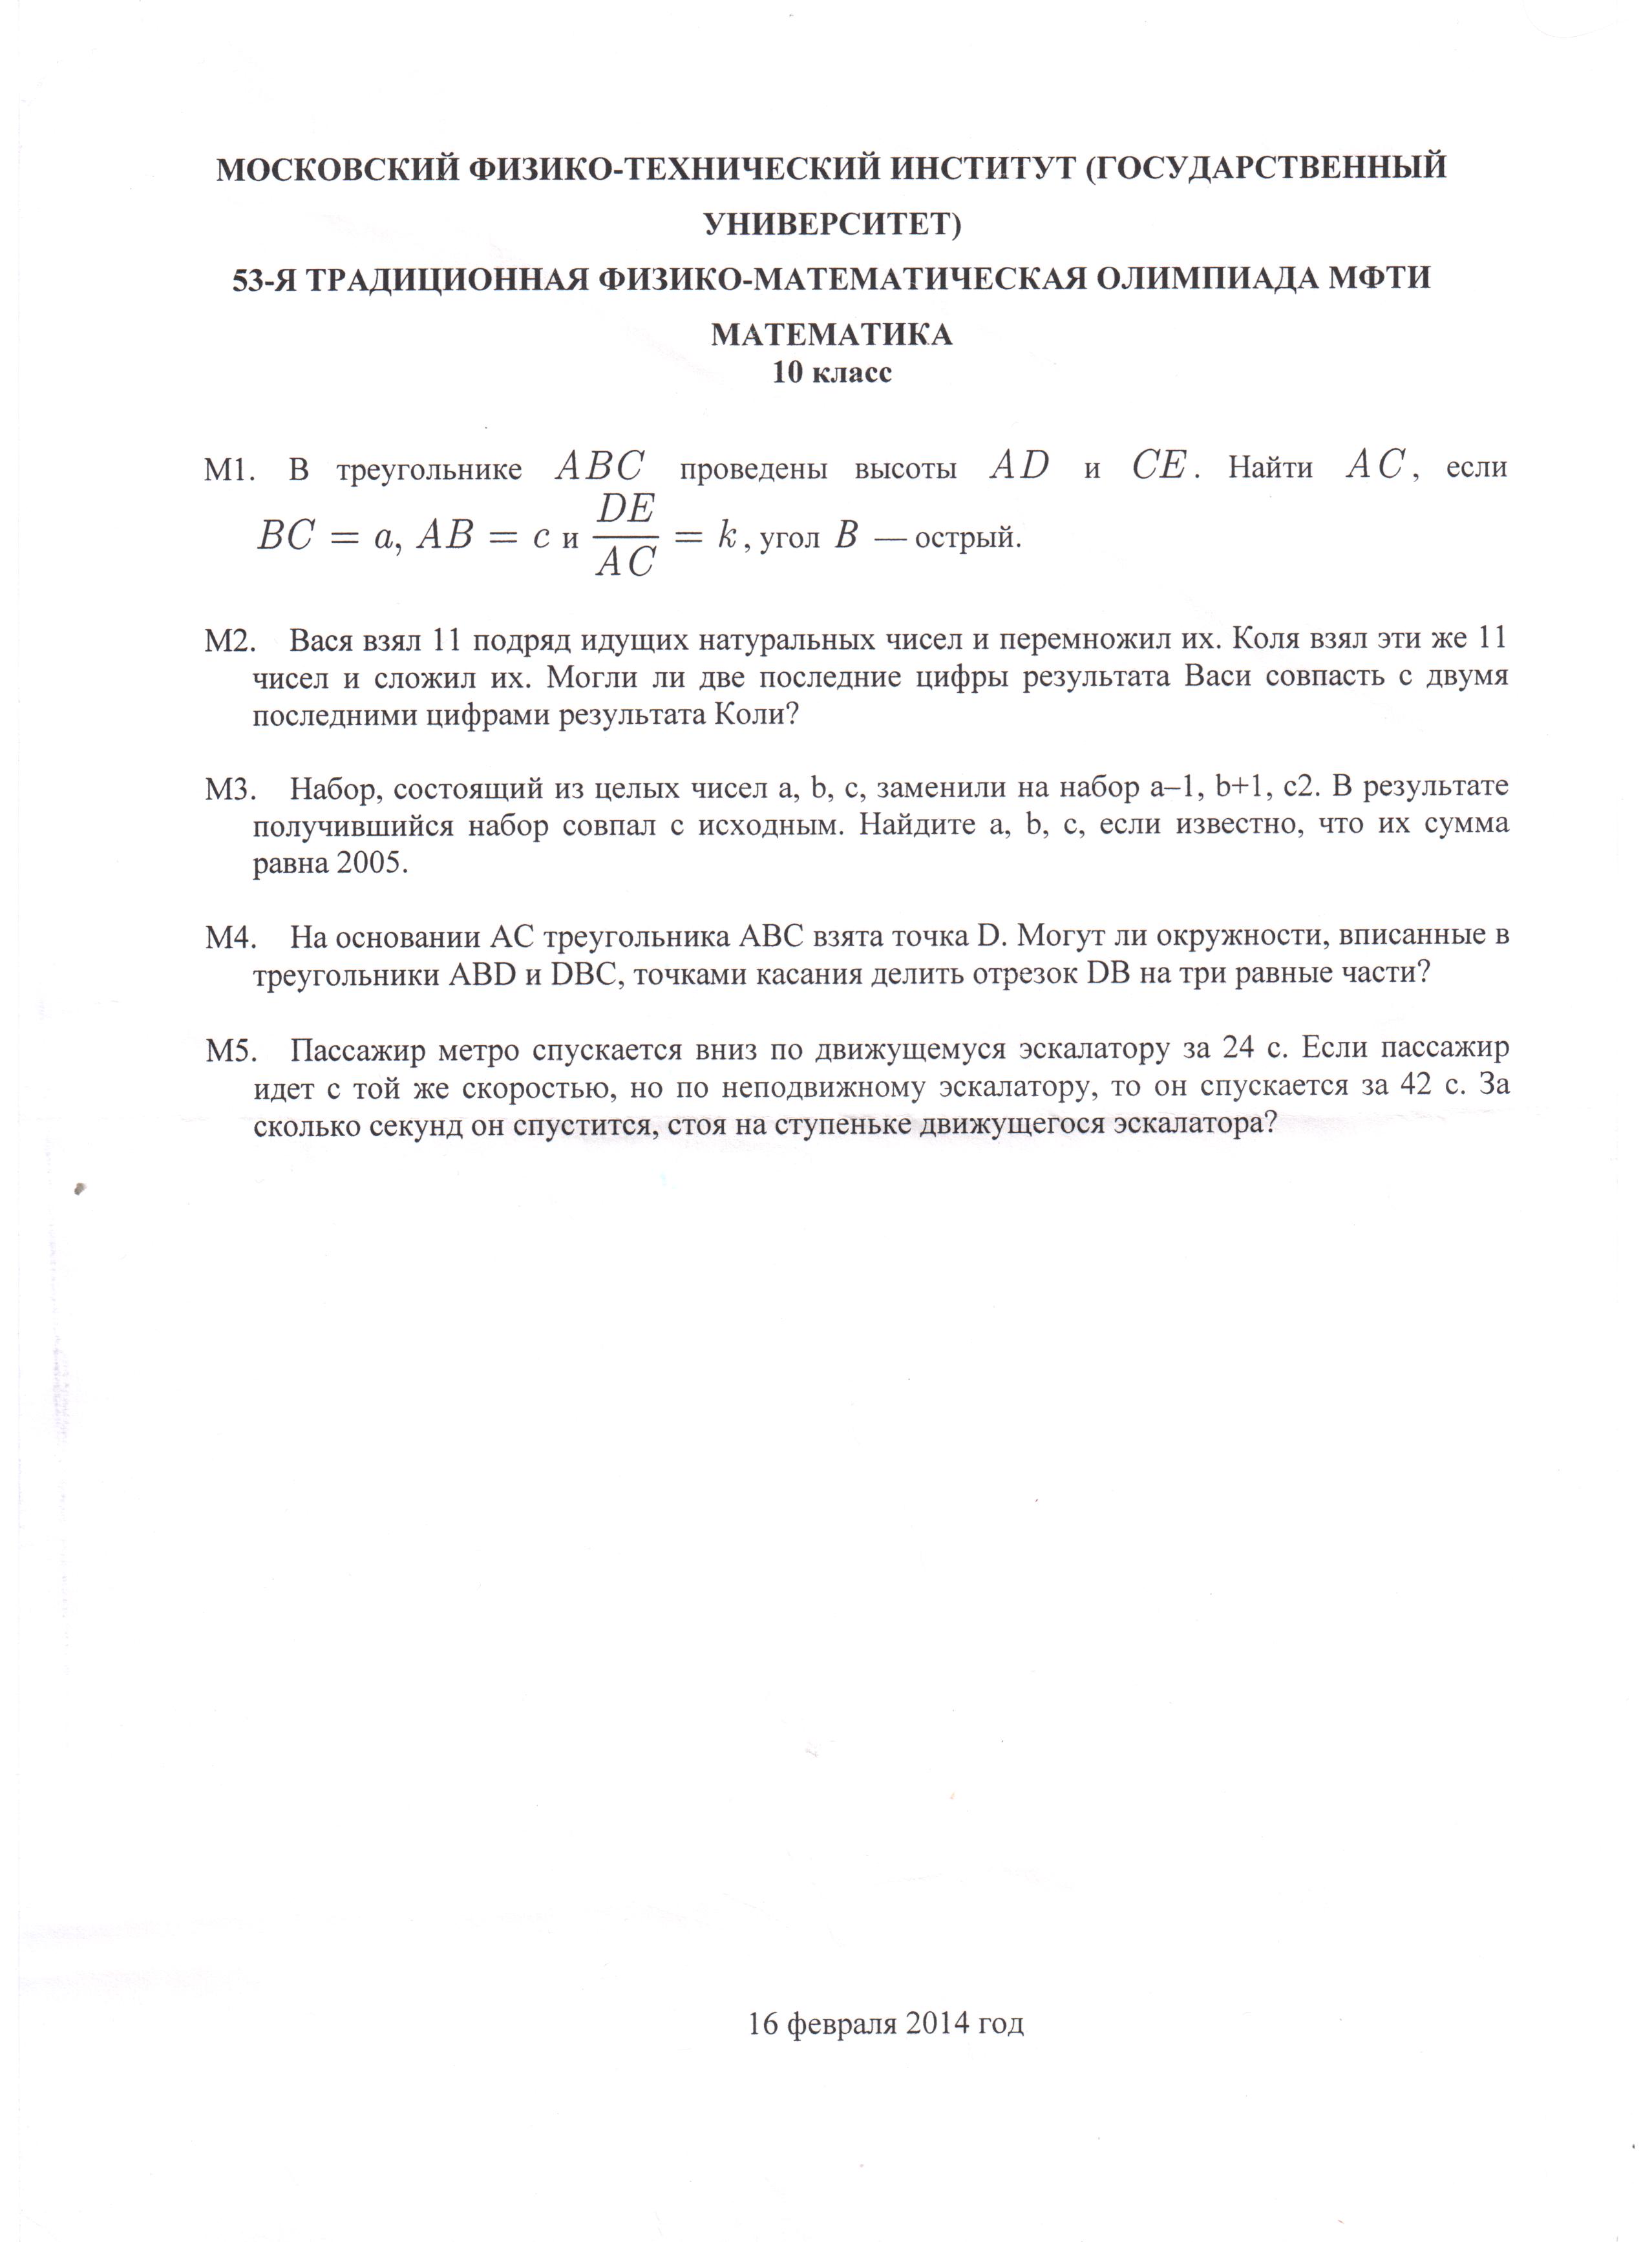 МОСКОВСКИЙ ФИЗИКО-ТЕХНИЧЕСКИЙ ИНСТИТУТ (ГОСУДАРСТВЕННЫЙ
УНИВЕРСИТЕТ)
53-Я ТРАДИЦИОННАЯ ФИЗИКО-МАТЕМАТИЧЕСКАЯ ОЛИМПИАДА МФТИ
МАТЕМАТИКА
10 класс
М1. В треугольнике ABC проведены высоты AD и CE. Найти AC, если
BC = a, AB = c и DE/AC = k, угол B — острый.
М2. Вася взял 11 подряд идущих натуральных чисел и перемножил их. Коля взял эти же 11
чисел и сложил их. Могли ли две последние цифры результата Васи совпасть с двумя
последними цифрами результата Коли?
М3. Набор, состоящий из целых чисел a, b, c, заменили на набор a–1, b+1, c2. В результате
получившийся набор совпал с исходным. Найдите a, b, c, если известно, что их сумма
равна 2005.
М4. На основании AC треугольника ABC взята точка D. Могут ли окружности, вписанные в
треугольники ABD и DBC, точками касания делить отрезок DB на три равные части?
М5. Пассажир метро спускается вниз по движущемуся эскалатору за 24 с. Если пассажир
идет с той же скоростью, но по неподвижному эскалатору, то он спускается за 42 с. За
сколько секунд он спустится, стоя на ступеньке движущегося эскалатора?
16 февраля 2014 год